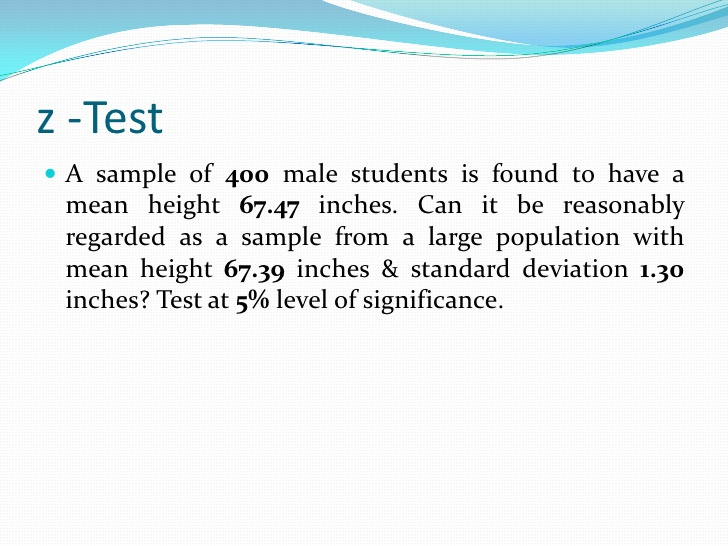 z -Test
• A sample of 400 male students is found to have a
mean height 67.47 inches. Can it be reasonably
regarded as a sample from a large population with
mean height 67.39 inches & standard deviation 1.30
inches? Test at 5% level of significance.